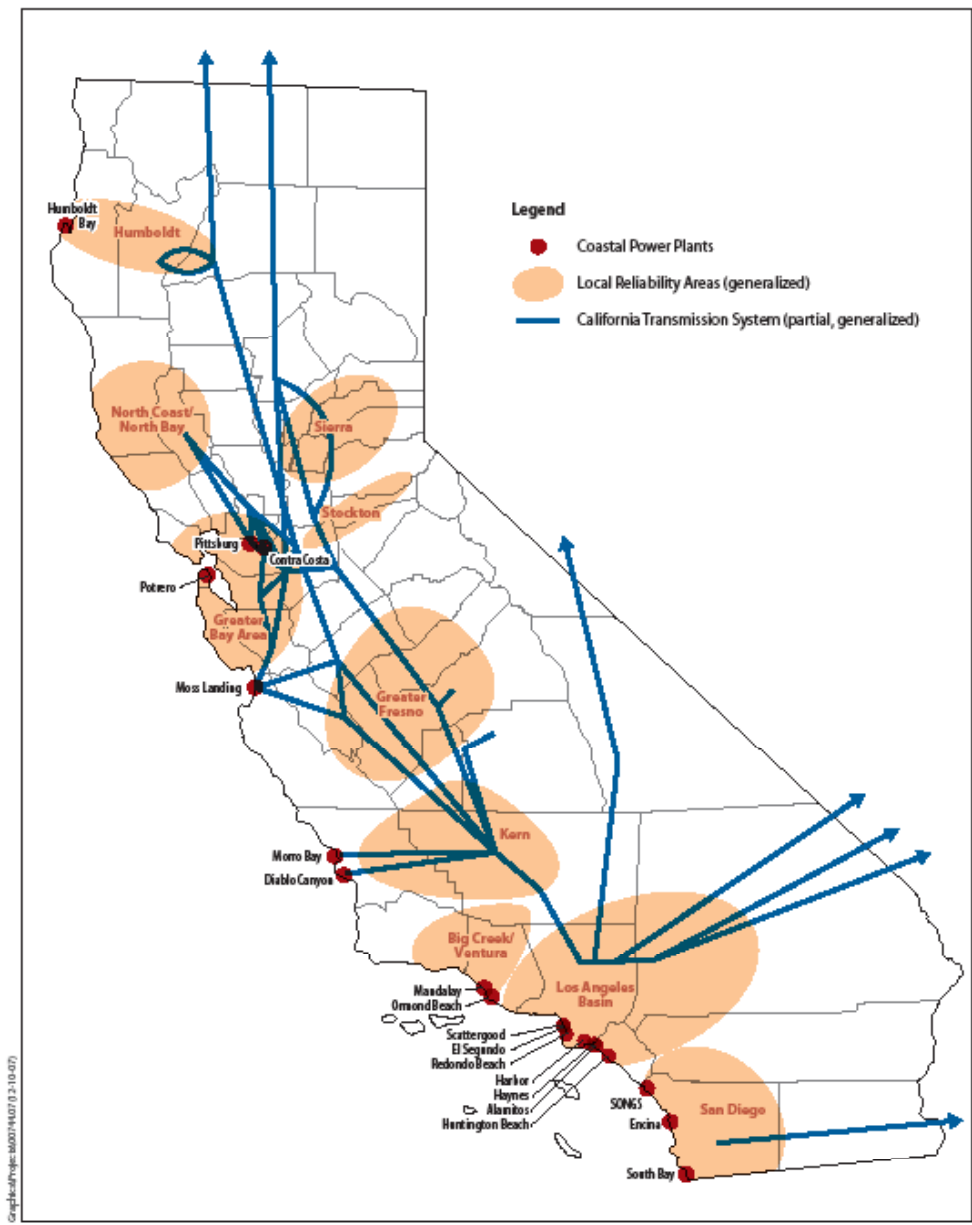 Humboldt
Bay
Humboldt
Legend
Coastal Power Plants
Local Reliability Areas (generalized)
California Transmission System (partial, generalized)
North Coast/
North Bay
Sierra
Stockton
Pittsburg
Contra Costa
Potrero
Greater
Bay Area
Moss Landing
Greater
Fresno
Kern
Morro Bay
Diablo Canyon
Big Creek/
Ventura
Mandalay
Ormond Beach
Los Angeles
Basin
Scattergood
El Segundo
Redondo Beach
Harbor
Haynes
Alamitos
Huntington Beach
SONGS
San Diego
Encina
South Bay